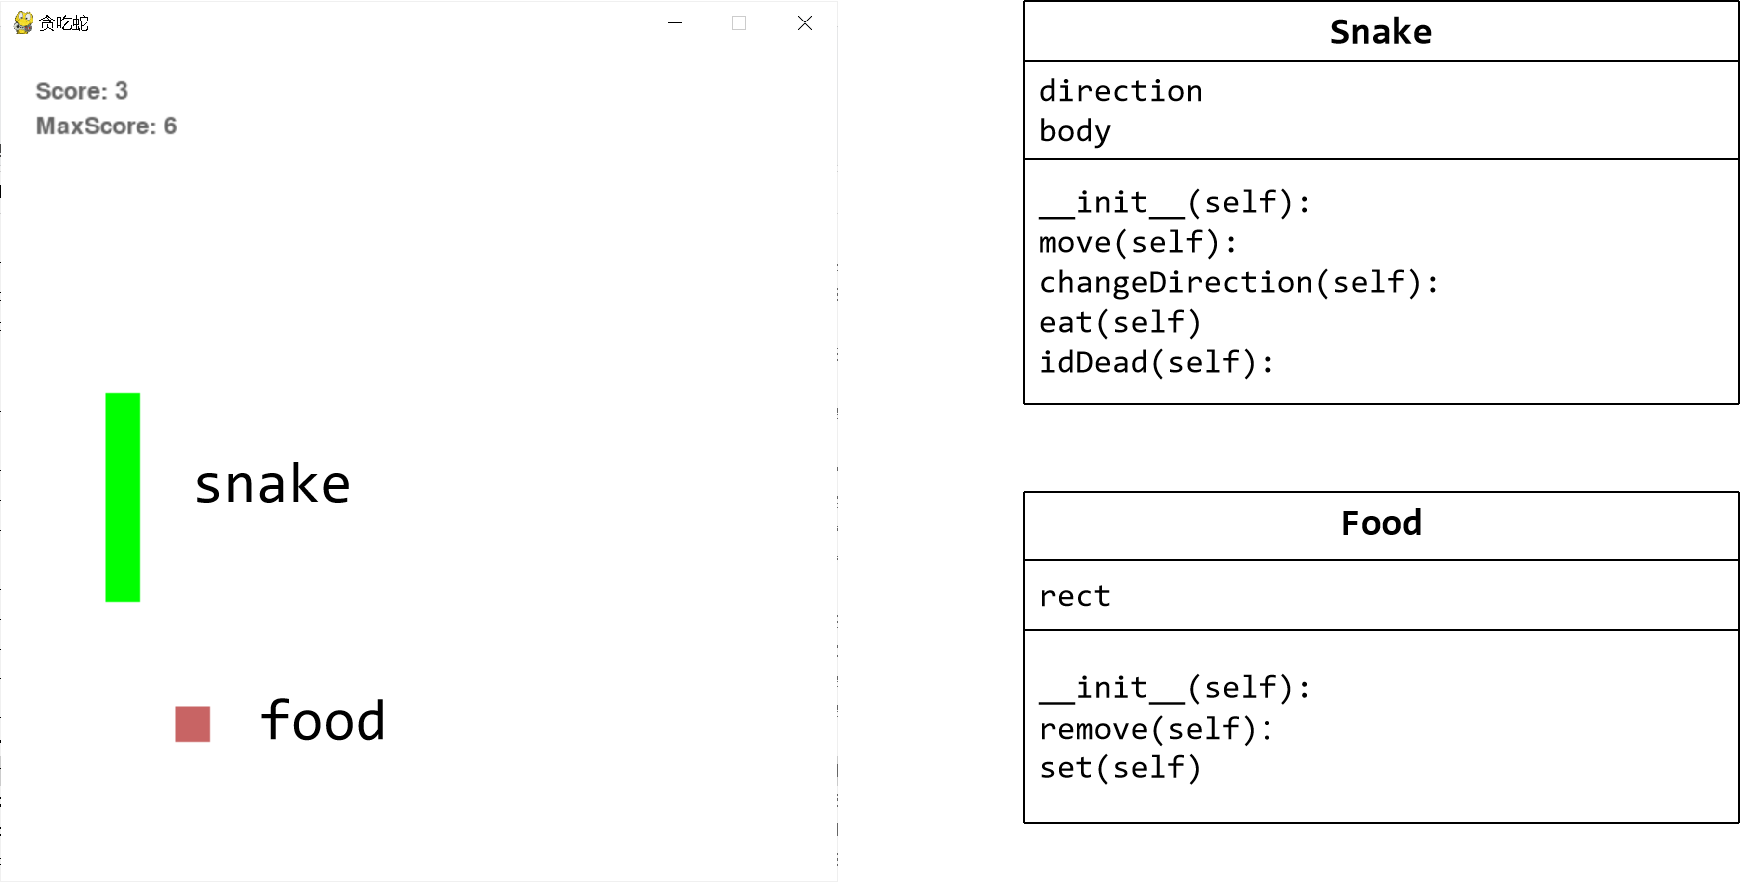 贪吃蛇
Score: 3
MaxScore: 6
snake
food
Snake
direction
body
__init__(self):
move(self):
changeDirection(self):
eat(self)
idDead(self):
Food
rect
__init__(self):
remove(self):
set(self)